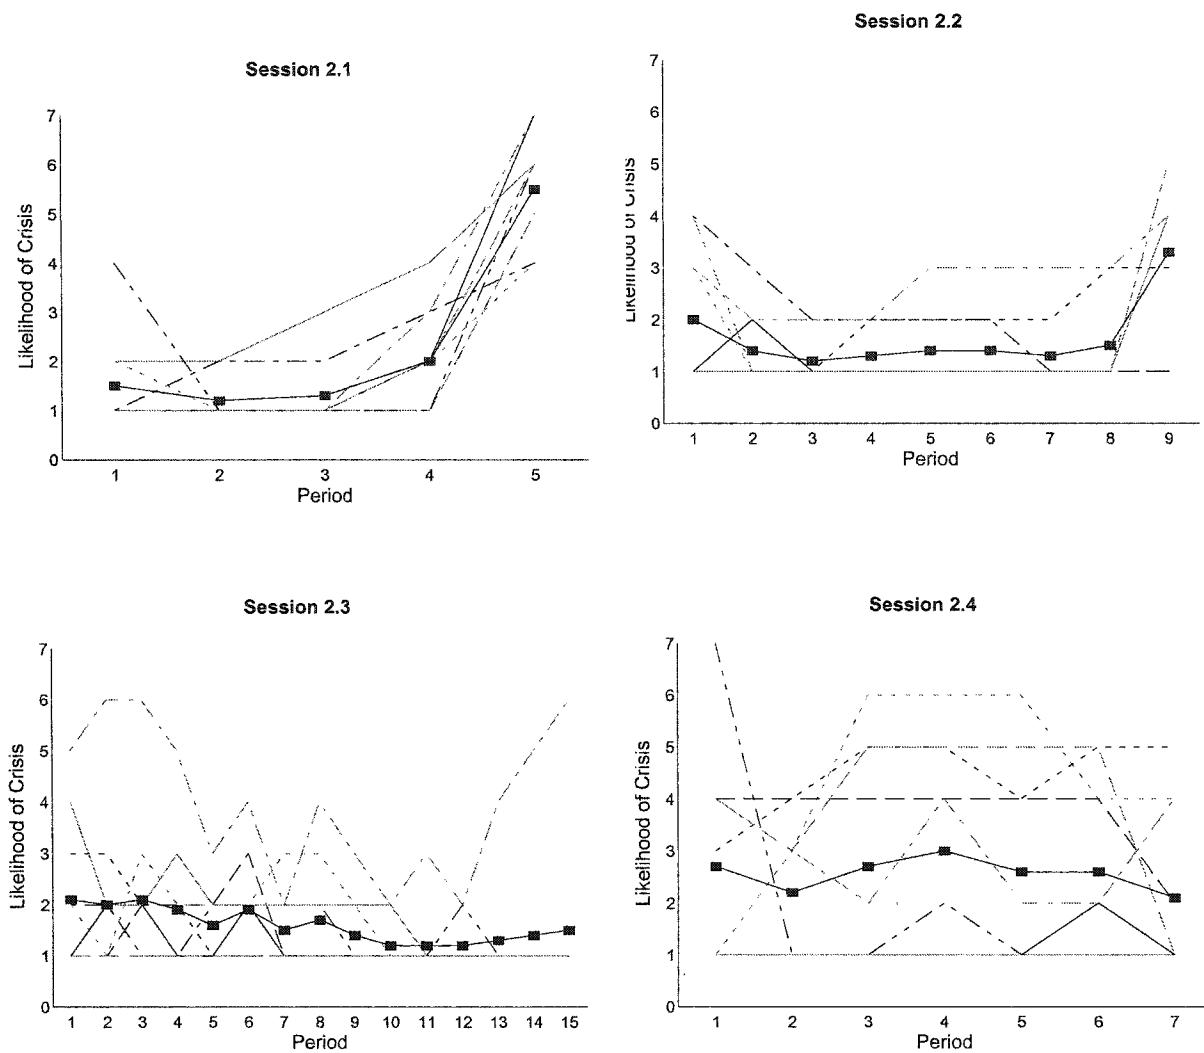 Session 2.1
Likelihood of Crisis
7
6
5
4
3
2
1
0
1 2 3 4 5
Period
Session 2.2
Likelihood of Crisis
7
6
5
4
3
2
1
0
1 2 3 4 5 6 7 8 9
Period
Session 2.3
Likelihood of Crisis
7
6
5
4
3
2
1
0
1 2 3 4 5 6 7 8 9 10 11 12 13 14 15
Period
Session 2.4
Likelihood of Crisis
7
6
5
4
3
2
1
0
1 2 3 4 5 6 7
Period